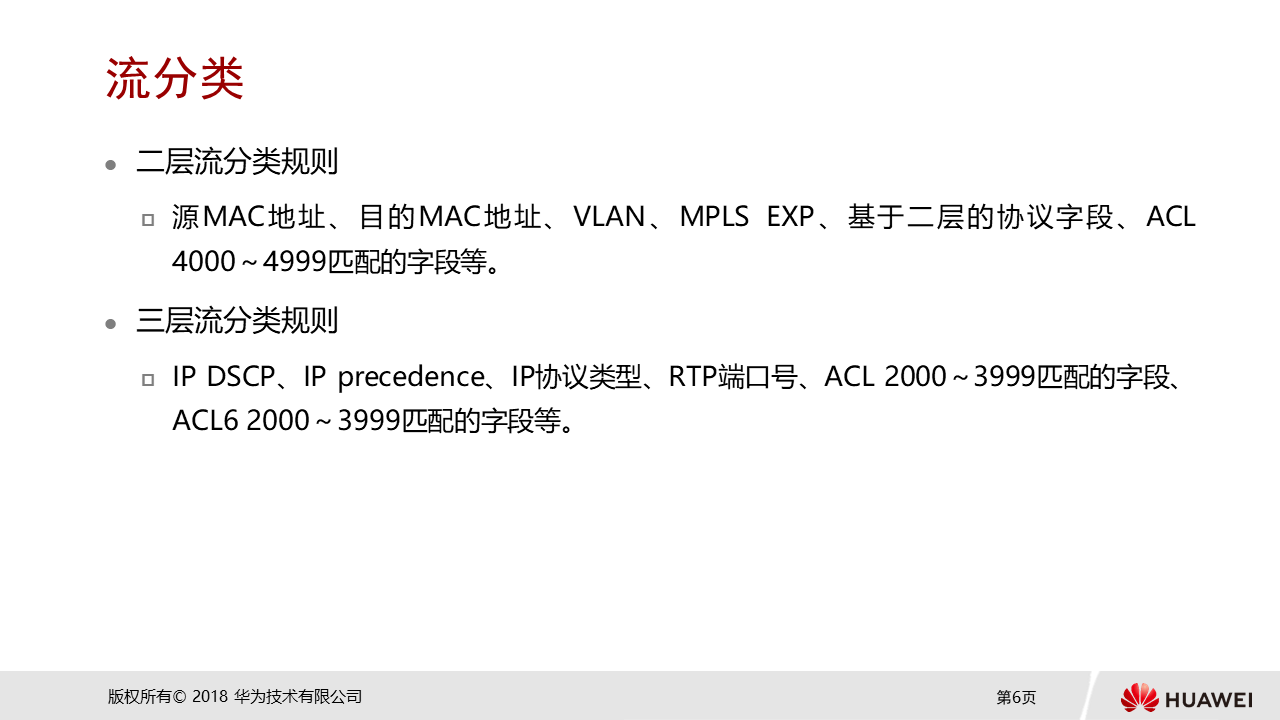 流分类
二层流分类规则
源MAC地址、目的MAC地址、VLAN、MPLS EXP、基于二层的协议字段、ACL
4000～4999匹配的字段等。
三层流分类规则
IP DSCP、IP precedence、IP协议类型、RTP端口号、ACL 2000～3999匹配的字段、
ACL6 2000～3999匹配的字段等。
版权所有© 2018 华为技术有限公司
第6页
HUAWEI